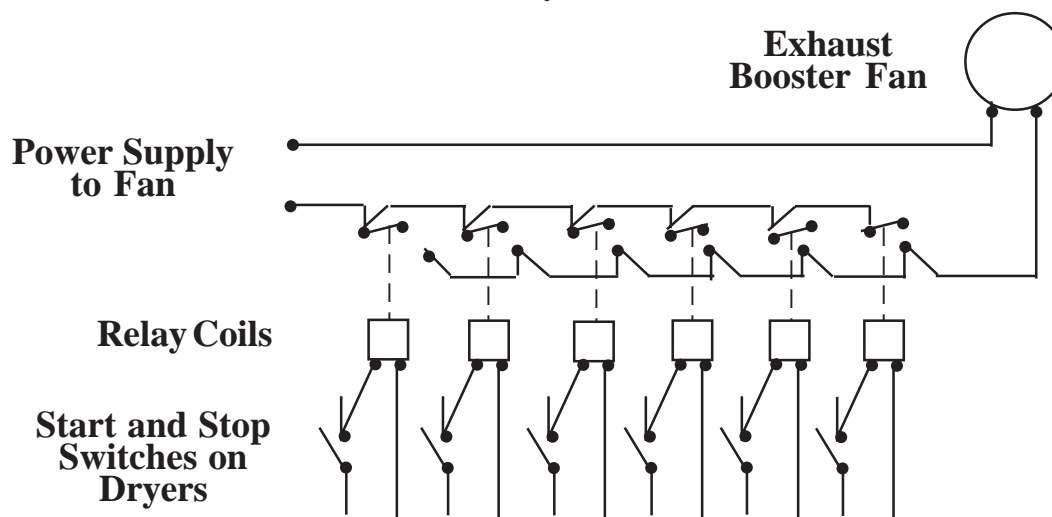 Exhaust
Booster Fan
Power Supply
to Fan
Relay Coils
Start and Stop
Switches on
Dryers